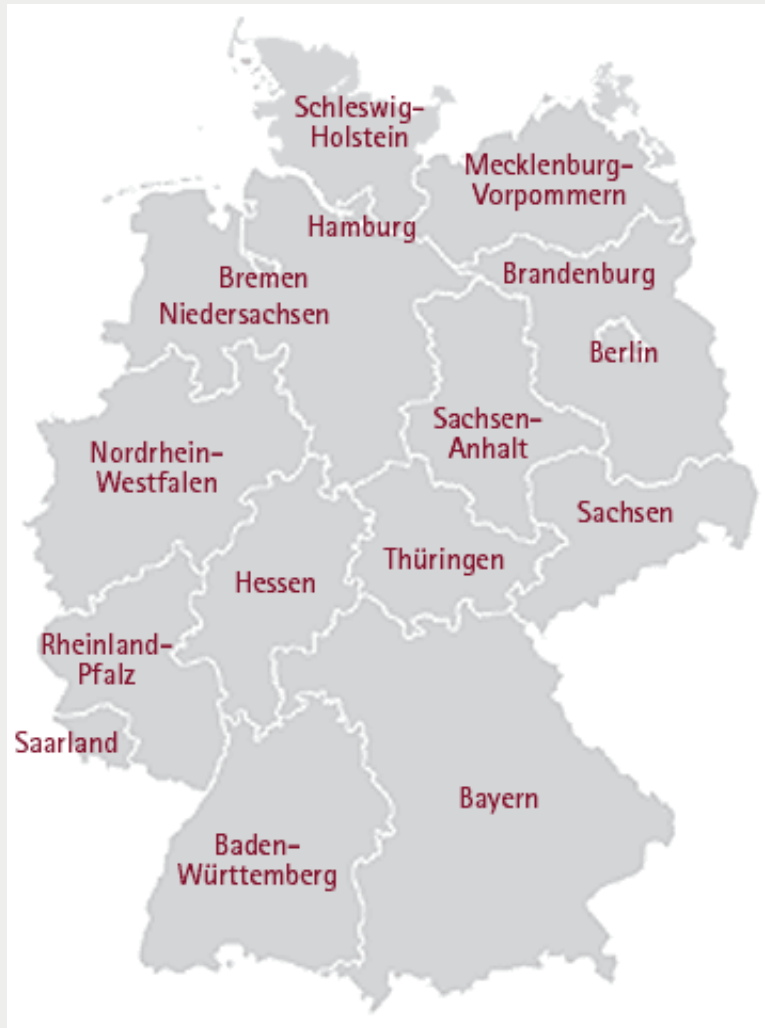 Schleswig-
Holstein
Mecklenburg-
Vorpommern
Hamburg
Bremen
Brandenburg
Niedersachsen
Berlin
Sachsen-
Anhalt
Nordrhein-
Westfalen
Sachsen
Thüringen
Hessen
Rheinland-
Pfalz
Saarland
Bayern
Baden-
Württemberg